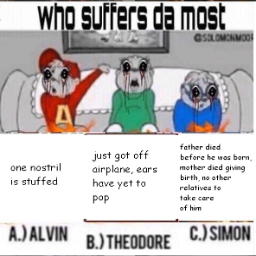 who suffers da most
@SOLOMONMOOR
one nostril
is stuffed
just got off
airplane, ears
have yet to
pop
father died
before he was born,
mother died giving
birth, no other
relatives to
take care
of him
A.) ALVIN
B.) THEODORE
C.) SIMON